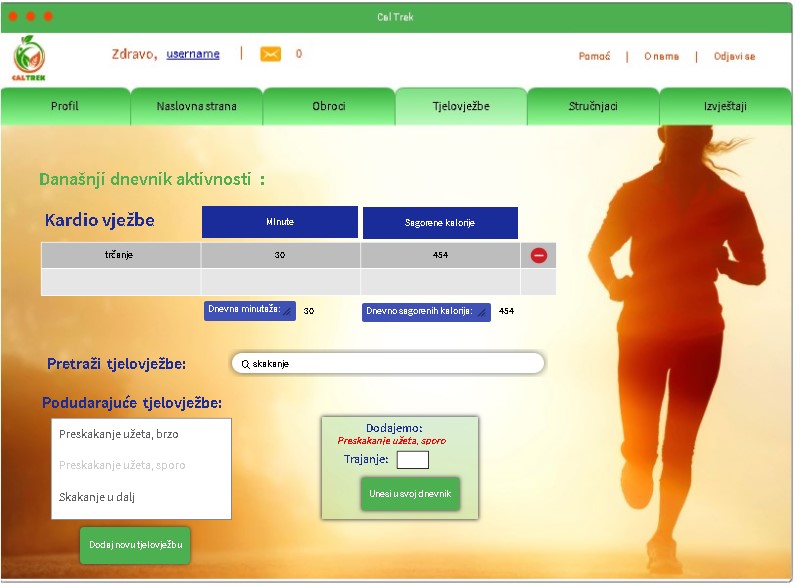 Cal Trek
CAL TREK
Zdravo, username | 0
Pomoć | O nama | Odjavi se
Profil
Naslovna strana
Obroci
Tjelovježbe
Stručnjaci
Izvještaji
Današnji dnevnik aktivnosti :
Kardio vježbe
Minute
Sagorene kalorije
trčanje
30
454
Dnevna minutaža:
30
Dnevno sagorenih kalorija:
454
Pretraži tjelovježbe:
skakanje
Podudarajuće tjelovježbe:
Preskakanje užeta, brzo
Preskakanje užeta, sporo
Skakanje u dalj
Dodajemo:
Preskakanje užeta, sporo
Trajanje:
Unesi u svoj dnevnik
Dodaj novu tjelovježbu